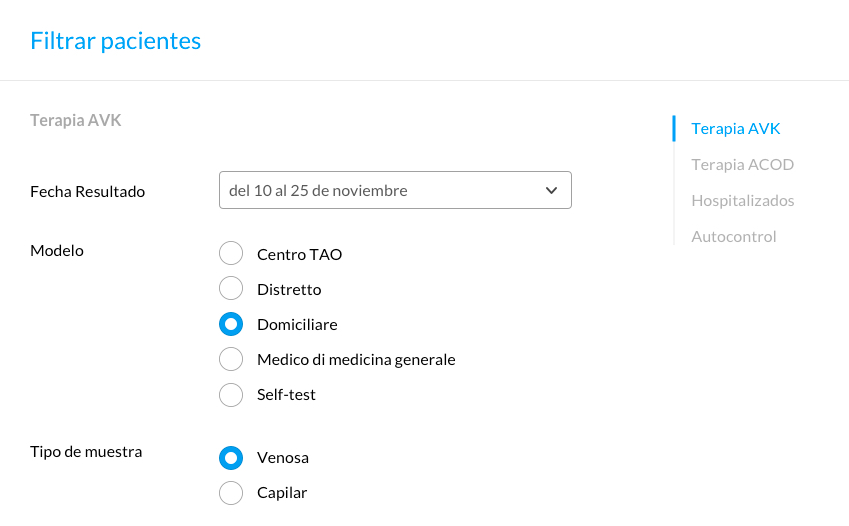 Filtrar pacientes
Terapia AVK
Fecha Resultado
del 10 al 25 de noviembre
Modelo
Centro TAO
Distretto
Domiciliare
Medico di medicina generale
Self-test
Tipo de muestra
Venosa
Capilar
Terapia AVK
Terapia ACOD
Hospitalizados
Autocontrol